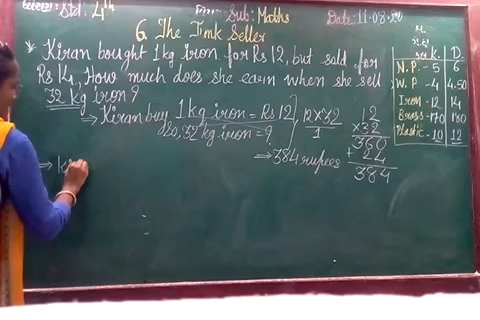 Std: 4th
Sub: Maths
Date: 11-08-20
6. The Junk Seller
* Kiran bought 1kg iron for Rs 12, but sold for
Rs 14, How much does she earn when she sell
32 kg iron?
⇒ Kiran buy 1kg iron = Rs 12
So, 32 kg iron = ?
12 × 32
1
⇒ 384 rupees
12
× 32
360
+ 24
384
K. D.
N.P. - 5 6
W.P - 4 4.50
Iron - 12 14
Brass - 170 180
Plastic - 10 12
⇒ kir